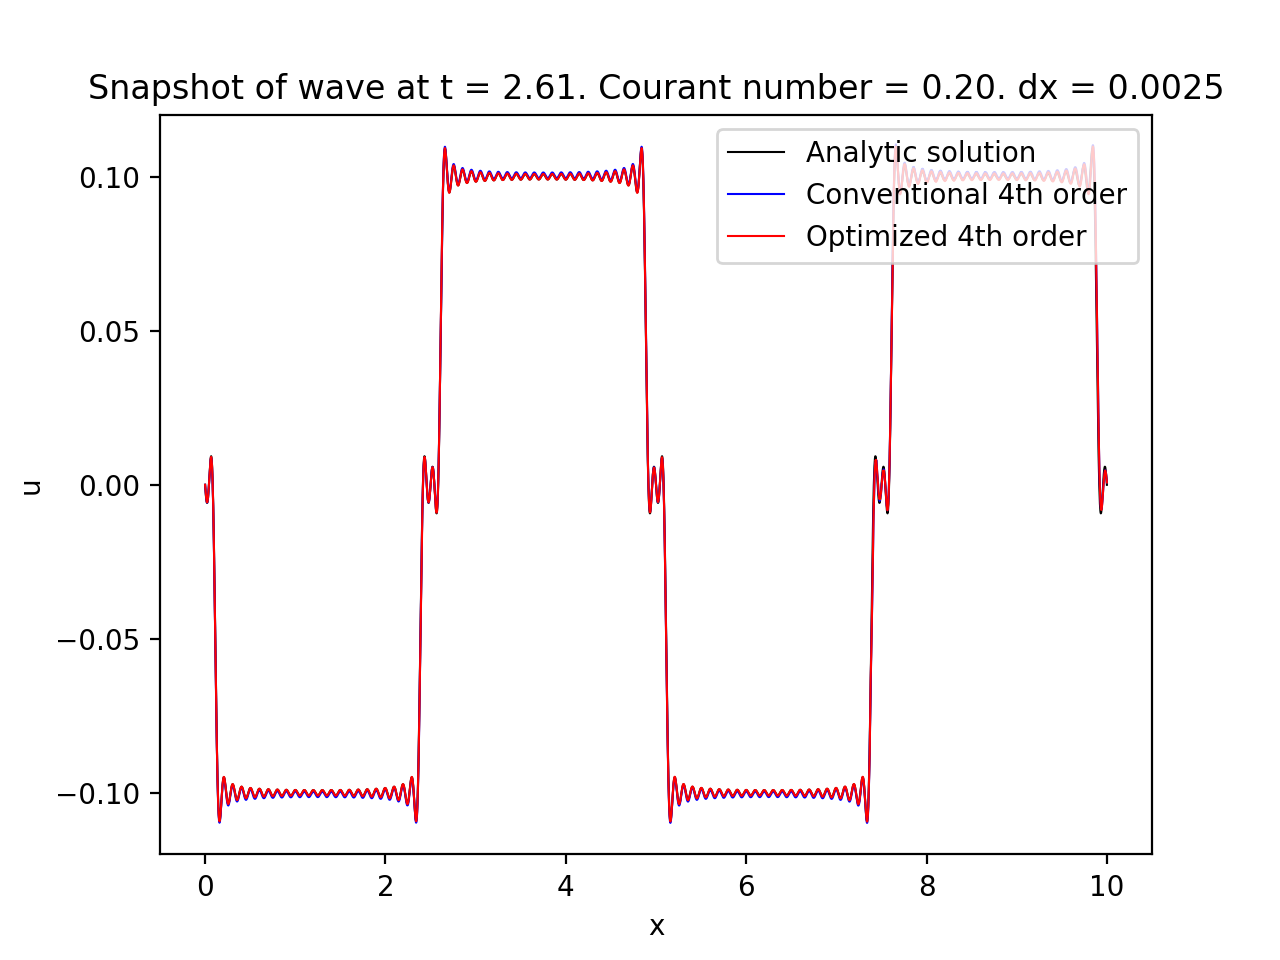 Snapshot of wave at t = 2.61. Courant number = 0.20. dx = 0.0025
Analytic solution
Conventional 4th order
Optimized 4th order
0.10
0.05
0.00
−0.05
−0.10
u
0 2 4 6 8 10
x